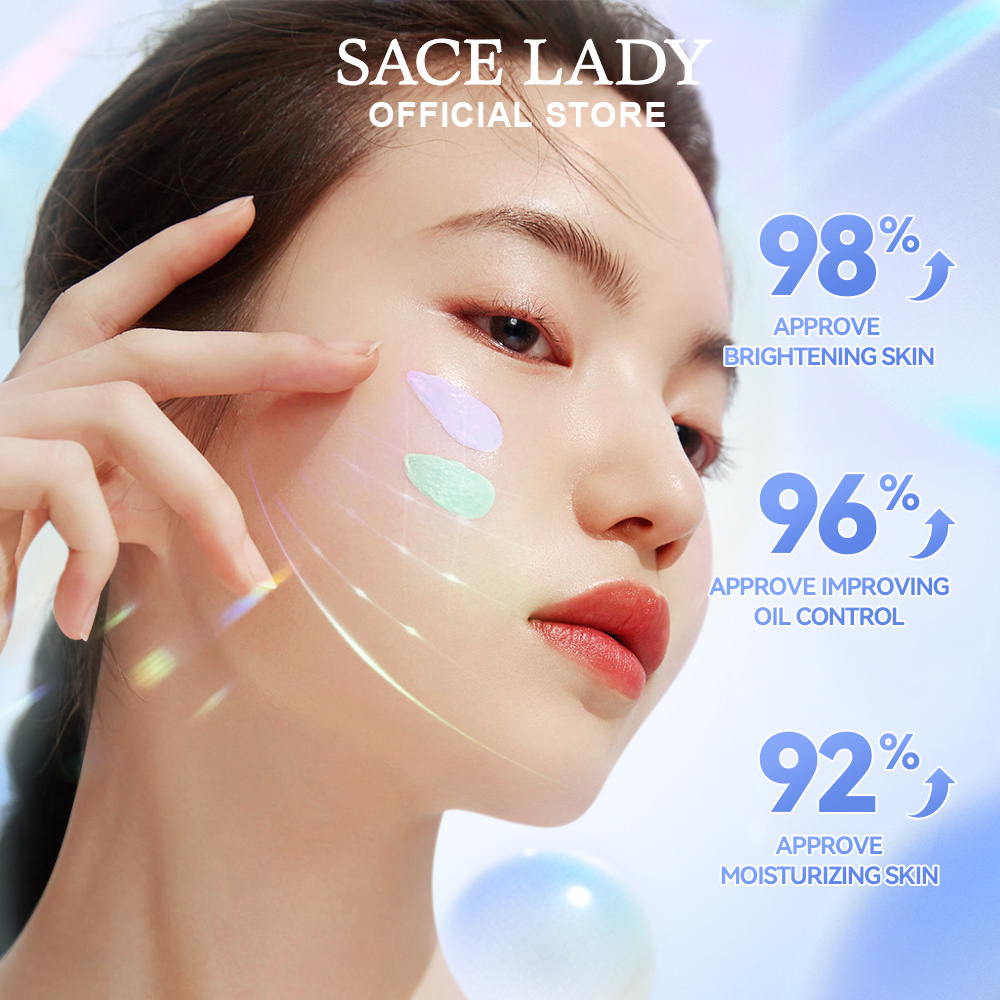 SACE LADY
OFFICIAL STORE
98%
APPROVE
BRIGHTENING SKIN
96%
APPROVE IMPROVING
OIL CONTROL
92%
APPROVE
MOISTURIZING SKIN